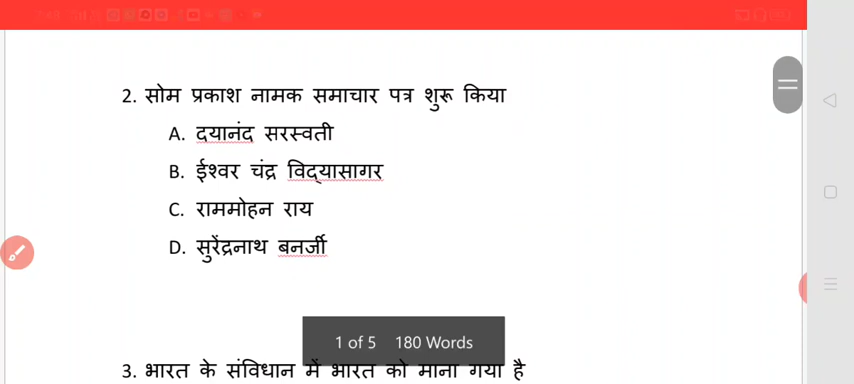 2. सोम प्रकाश नामक समाचार पत्र शुरू किया
A. दयानंद सरस्वती
B. ईश्वर चंद्र विद्यासागर
C. राममोहन राय
D. सुरेंद्रनाथ बनर्जी
1 of 5 180 Words
3. भारत के संविधान में भारत को माना गया है